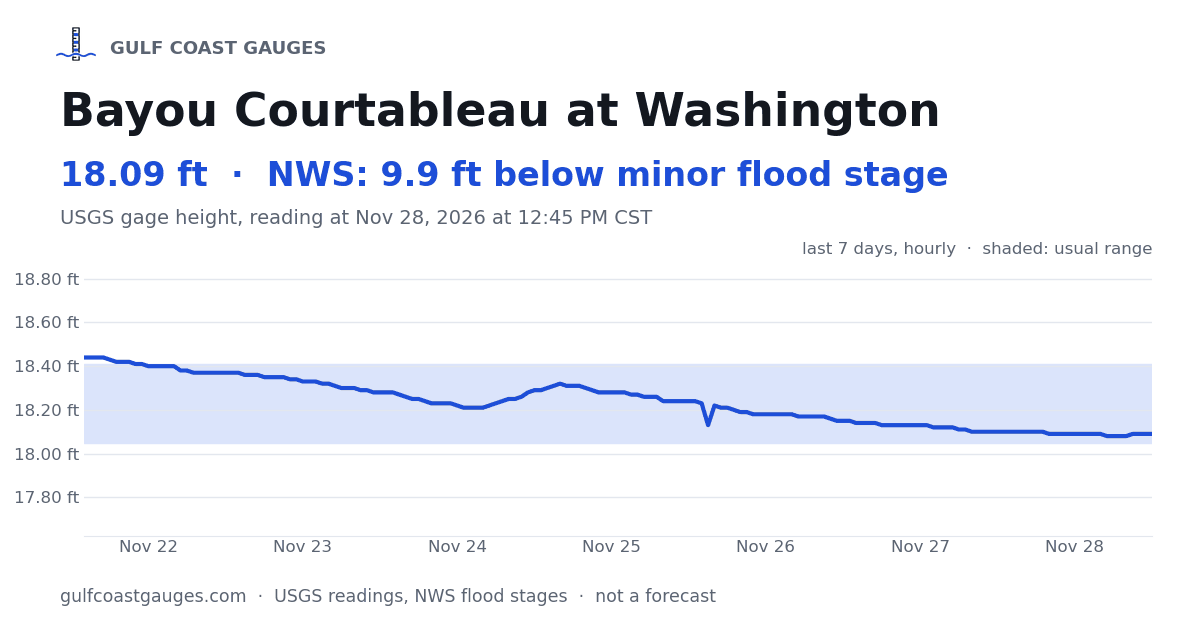 GULF COAST GAUGES
Bayou Courtableau at Washington
18.09 ft · NWS: 9.9 ft below minor flood stage
USGS gage height, reading at Nov 28, 2026 at 12:45 PM CST
last 7 days, hourly · shaded: usual range
18.80 ft
18.60 ft
18.40 ft
18.20 ft
18.00 ft
17.80 ft
Nov 22 Nov 23 Nov 24 Nov 25 Nov 26 Nov 27 Nov 28
gulfcoastgauges.com · USGS readings, NWS flood stages · not a forecast